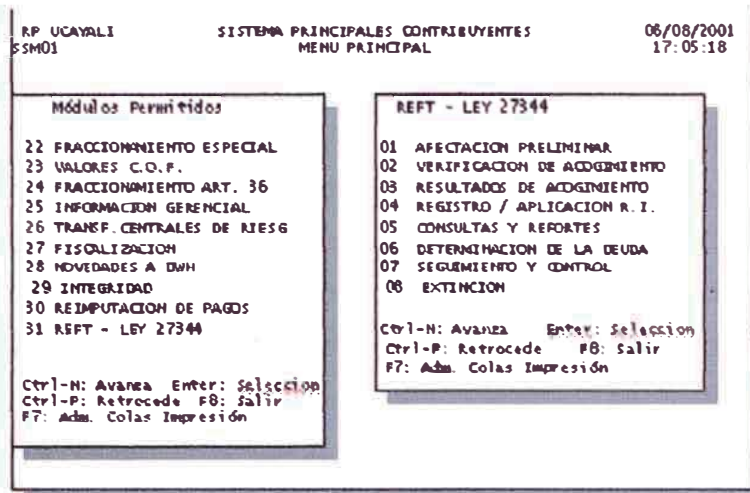 RP UCAYALI SISTEMA PRINCIPALES CONTRIBUYENTES 06/08/2001
SSM01 MENU PRINCIPAL 17:05:18
Módulos Permitidos
22 FRACCIONAMIENTO ESPECIAL
23 VALORES C.O.F.
24 FRACCIONAMIENTO ART. 36
25 INFORMACION GERENCIAL
26 TRANSF. CENTRALES DE RIESG
27 FISCALIZACION
28 NOVEDADES A DWH
29 INTEGRIDAD
30 REIMPUTACION DE PAGOS
31 REFT - LEY 27344
Ctrl-N: Avanza Enter: Seleccion
Ctrl-P: Retrocede F8: Salir
F7: Adm. Colas Impresión
REFT - LEY 27344
01 AFECTACION PRELIMINAR
02 VERIFICACION DE ACOGIMIENTO
03 RESULTADOS DE ACOGIMIENTO
04 REGISTRO / APLICACION R.I.
05 CONSULTAS Y REPORTES
06 DETERMINACION DE LA DEUDA
07 SEGUIMIENTO Y CONTROL
08 EXTINCION
Ctrl-N: Avanza Enter: Seleccion
Ctrl-P: Retrocede F8: Salir
F7: Adm. Colas Impresión